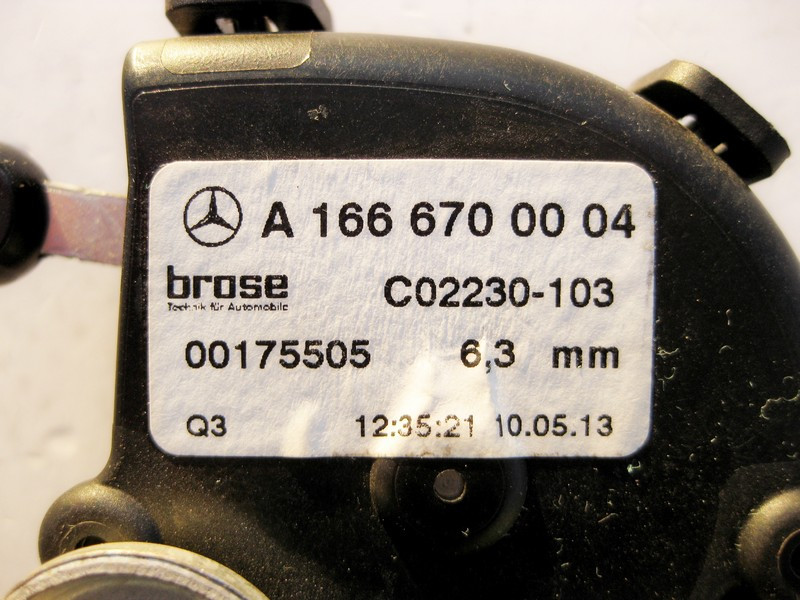 A 166 670 00 04
brose C02230-103
Technik für Automobile
00175505 6,3 mm
Q3 12:35:21 10.05.13